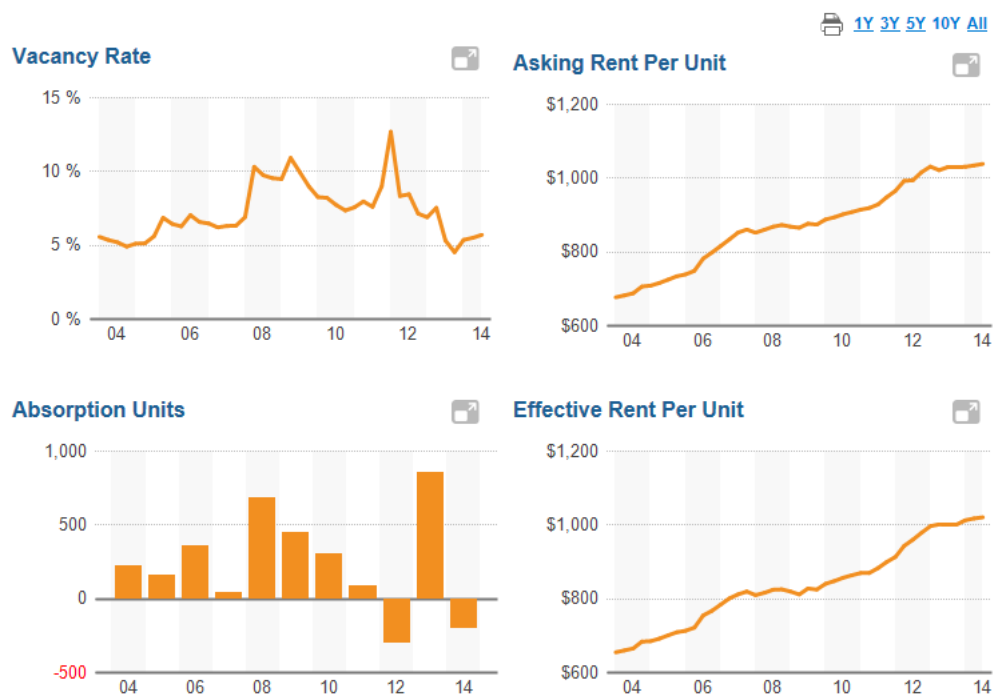 1Y 3Y 5Y 10Y All
Vacancy Rate
15 %
10 %
5 %
0 %
04 06 08 10 12 14
Asking Rent Per Unit
$1,200
$1,000
$800
$600
04 06 08 10 12 14
Absorption Units
1,000
500
0
-500
04 06 08 10 12 14
Effective Rent Per Unit
$1,200
$1,000
$800
$600
04 06 08 10 12 14